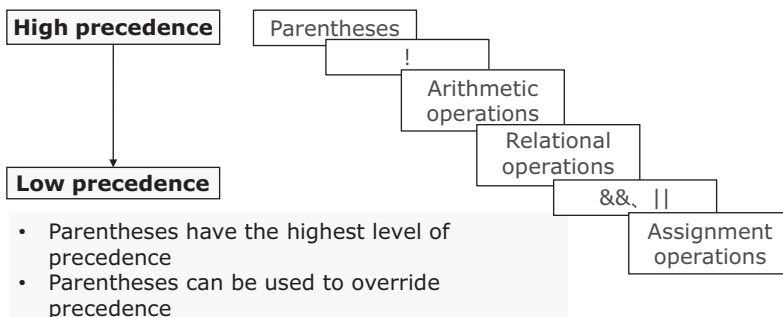 High precedence
Parentheses
!
Arithmetic
operations
Relational
operations
Low precedence
&&、||
Assignment
operations
• Parentheses have the highest level of
precedence
• Parentheses can be used to override
precedence